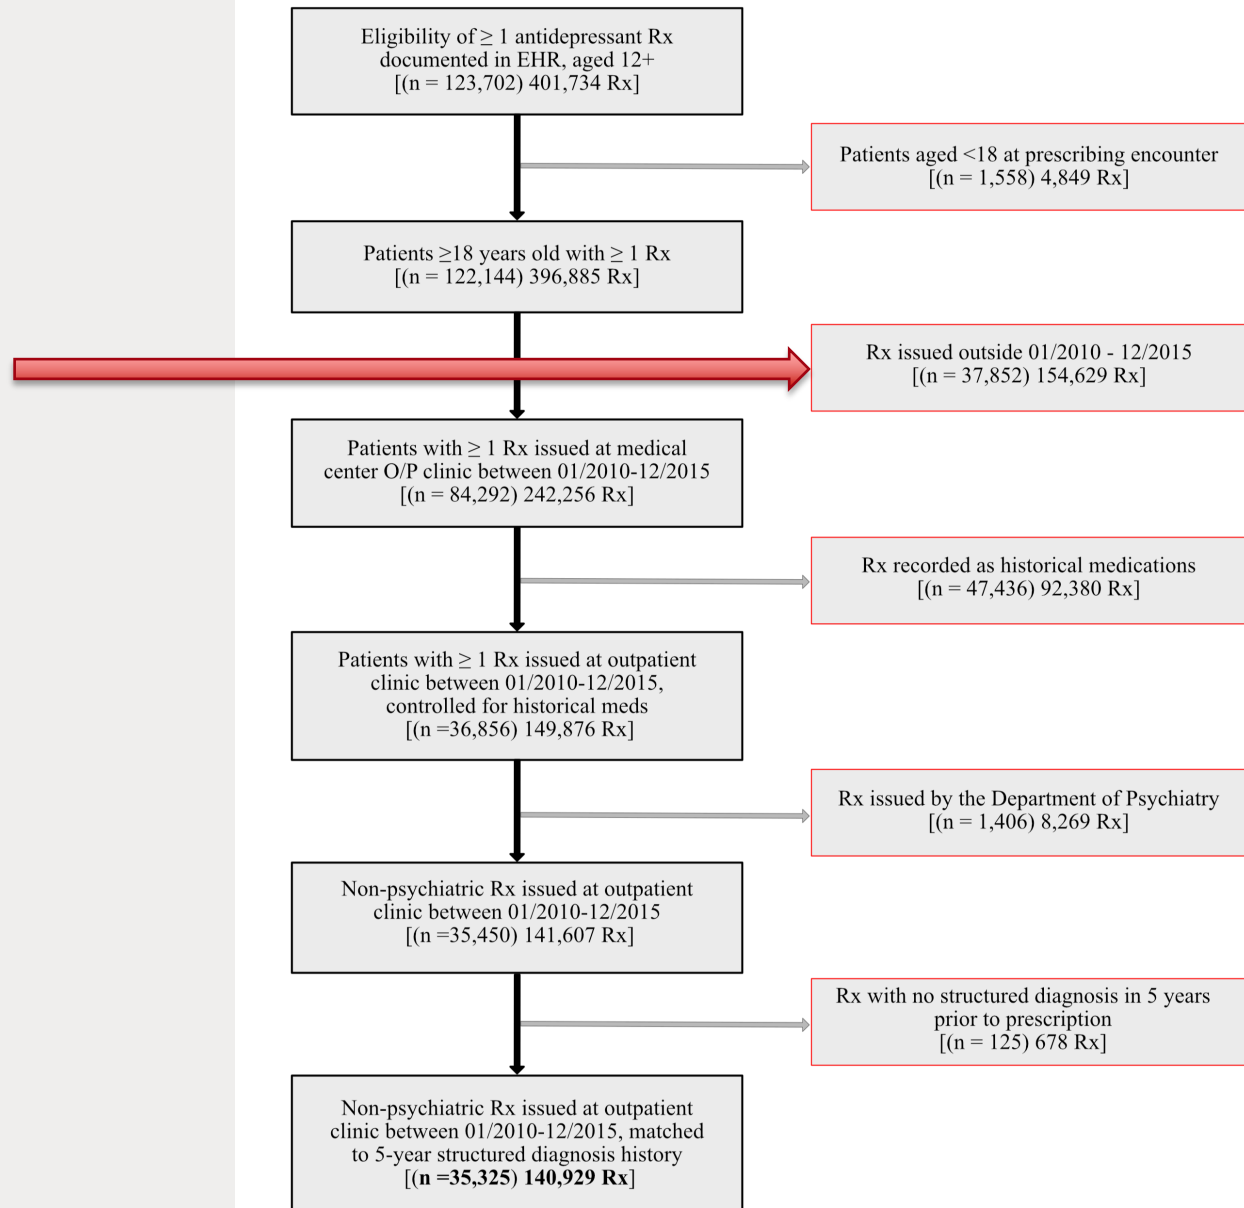 Eligibility of ≥ 1 antidepressant Rx
documented in EHR, aged 12+
[(n = 123,702) 401,734 Rx]
Patients aged <18 at prescribing encounter
[(n = 1,558) 4,849 Rx]
Patients ≥18 years old with ≥ 1 Rx
[(n = 122,144) 396,885 Rx]
Rx issued outside 01/2010 - 12/2015
[(n = 37,852) 154,629 Rx]
Patients with ≥ 1 Rx issued at medical
center O/P clinic between 01/2010-12/2015
[(n = 84,292) 242,256 Rx]
Rx recorded as historical medications
[(n = 47,436) 92,380 Rx]
Patients with ≥ 1 Rx issued at outpatient
clinic between 01/2010-12/2015,
controlled for historical meds
[(n =36,856) 149,876 Rx]
Rx issued by the Department of Psychiatry
[(n = 1,406) 8,269 Rx]
Non-psychiatric Rx issued at outpatient
clinic between 01/2010-12/2015
[(n =35,450) 141,607 Rx]
Rx with no structured diagnosis in 5 years
prior to prescription
[(n = 125) 678 Rx]
Non-psychiatric Rx issued at outpatient
clinic between 01/2010-12/2015, matched
to 5-year structured diagnosis history
[(n =35,325) 140,929 Rx]